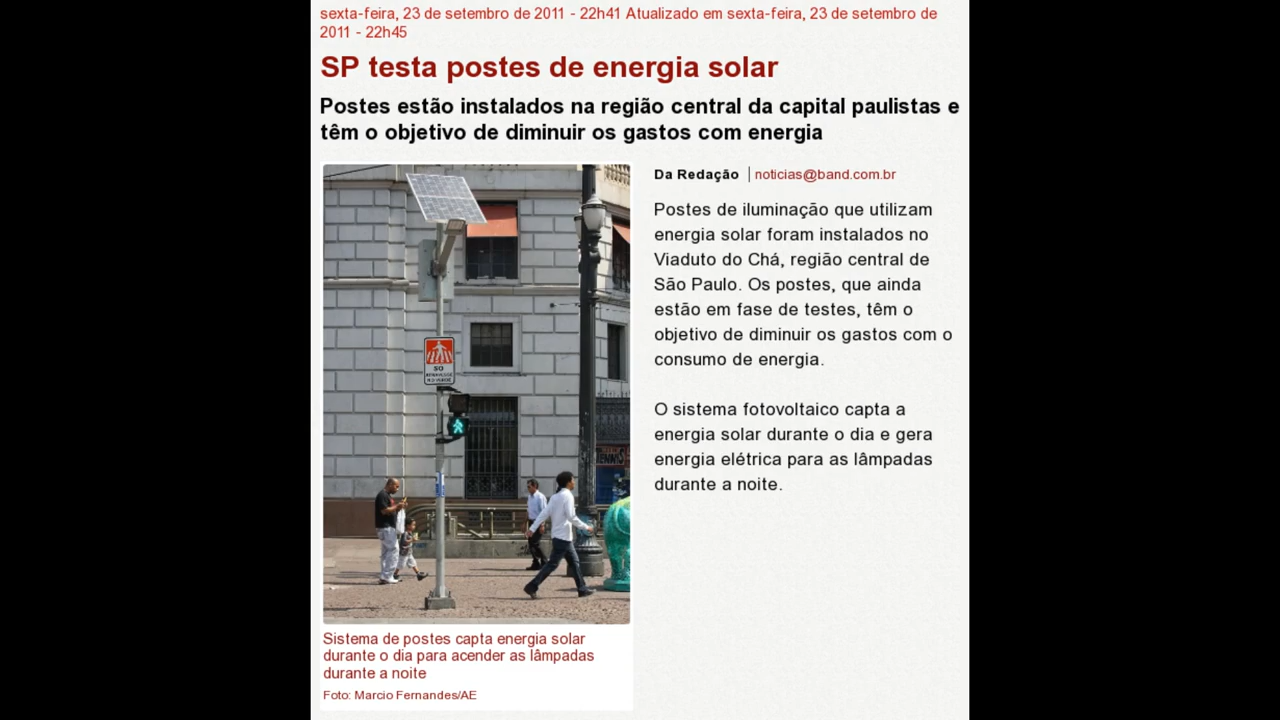 sexta-feira, 23 de setembro de 2011 - 22h41 Atualizado em sexta-feira, 23 de setembro de
2011 - 22h45
SP testa postes de energia solar
Postes estão instalados na região central da capital paulistas e
têm o objetivo de diminuir os gastos com energia
SÓ
Da Redação | noticias@band.com.br
Postes de iluminação que utilizam
energia solar foram instalados no
Viaduto do Chá, região central de
São Paulo. Os postes, que ainda
estão em fase de testes, têm o
objetivo de diminuir os gastos com o
consumo de energia.
O sistema fotovoltaico capta a
energia solar durante o dia e gera
energia elétrica para as lâmpadas
durante a noite.
Sistema de postes capta energia solar
durante o dia para acender as lâmpadas
durante a noite
Foto: Marcio Fernandes/AE